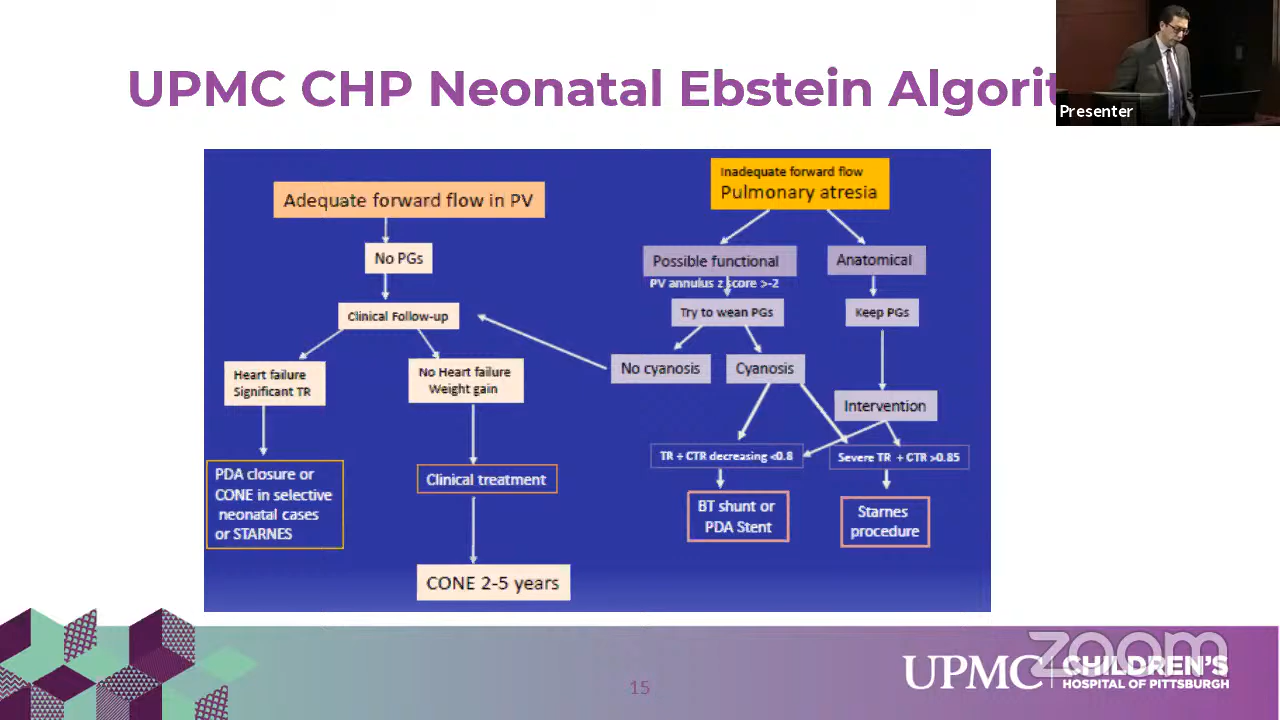 UPMC CHP Neonatal Ebstein Algorit
Presenter
Adequate forward flow in PV
No PGs
Clinical Follow-up
Heart failure
Significant TR
No Heart failure
Weight gain
PDA closure or
CONE in selective
neonatal cases
or STARNES
Clinical treatment
CONE 2-5 years
Inadequate forward flow
Pulmonary atresia
Possible functional
PV annulus z score >-2
Anatomical
Try to wean PGs
Keep PGs
No cyanosis
Cyanosis
Intervention
TR + CTR decreasing <0.8
Severe TR + CTR >0.85
BT shunt or
PDA Stent
Starnes
procedure
zoom
15
UPMC
CHILDREN'S
HOSPITAL OF PITTSBURGH